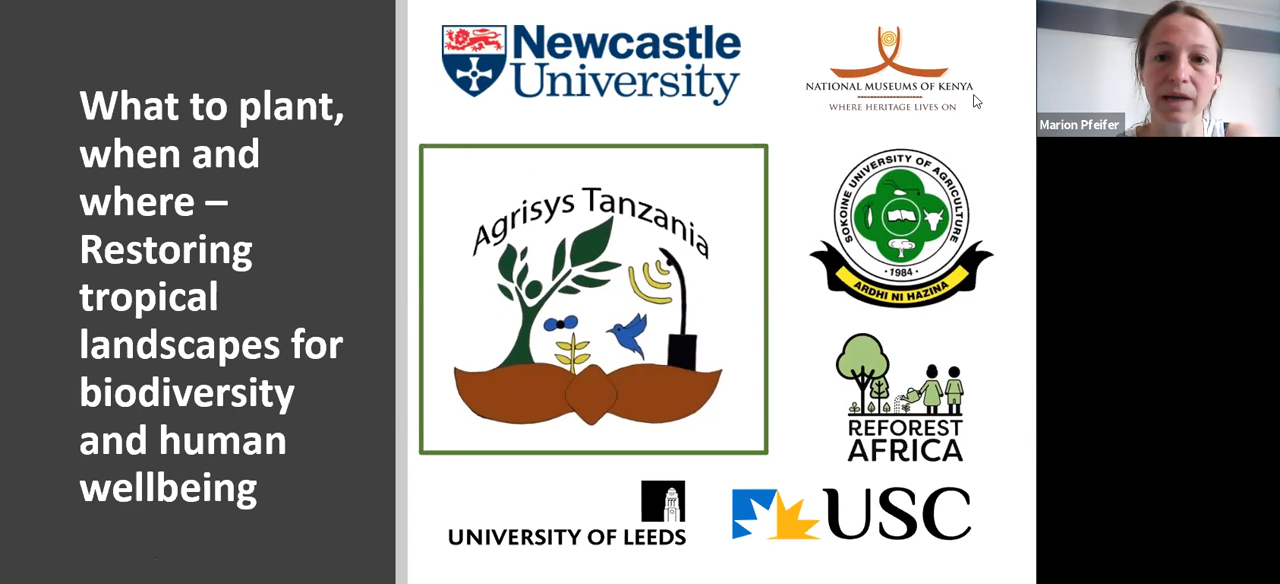 What to plant,
when and
where –
Restoring
tropical
landscapes for
biodiversity
and human
wellbeing
Newcastle
University
NATIONAL MUSEUMS OF KENYA
WHERE HERITAGE LIVES ON
Marion Pfeifer
Agrisys Tanzania
SOKOINE UNIVERSITY OF AGRICULTURE
· 1984 ·
ARDHI NI HAZINA
REFOREST
AFRICA
UNIVERSITY OF LEEDS
USC